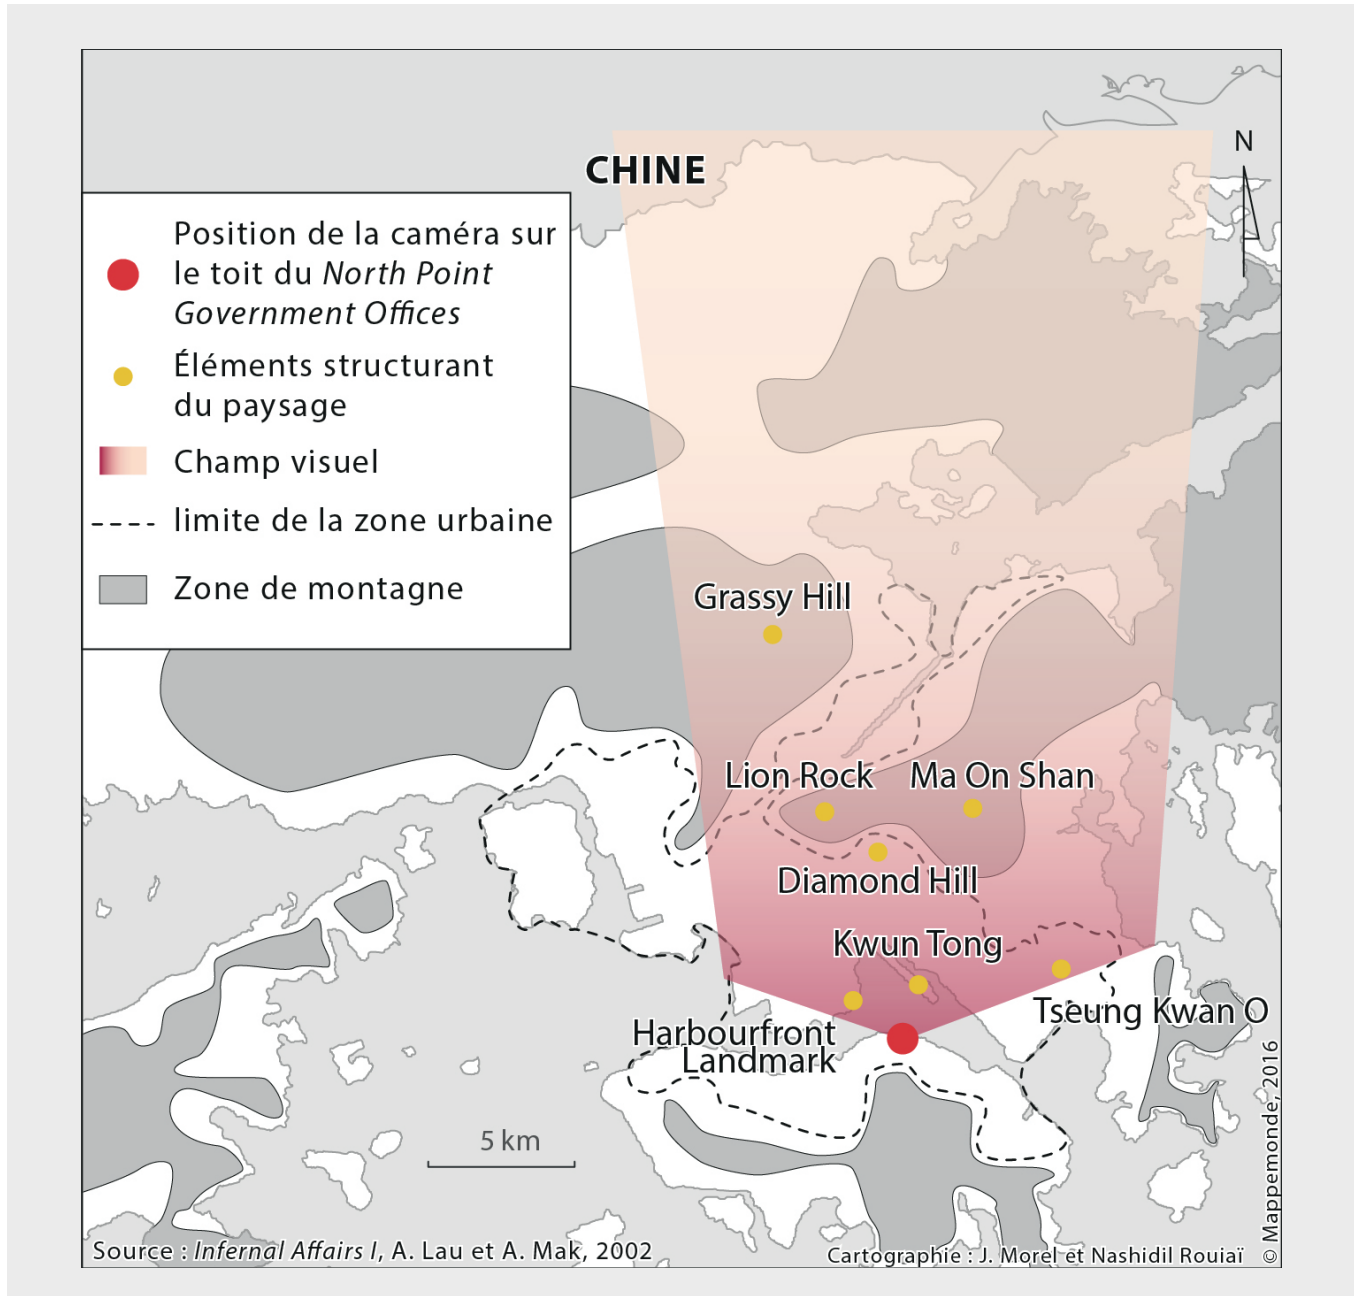 CHINE
N
Position de la caméra sur
le toit du North Point
Government Offices
Éléments structurant
du paysage
Champ visuel
limite de la zone urbaine
Zone de montagne
Grassy Hill
Lion Rock
Ma On Shan
Diamond Hill
Kwun Tong
Tseung Kwan O
Harbourfront
Landmark
5 km
Source : Infernal Affairs I, A. Lau et A. Mak, 2002
Cartographie : J. Morel et Nashidil Rouiaï
© Mappemonde, 2016